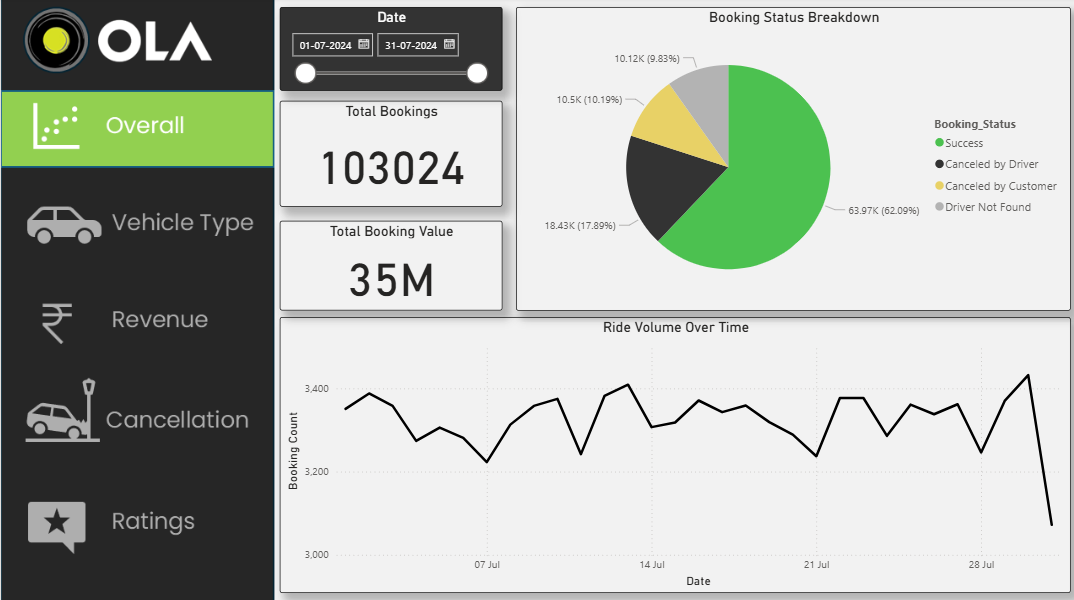 OLA
Overall
Vehicle Type
Revenue
Cancellation
Ratings
Date
01-07-2024
31-07-2024
Total Bookings
103024
Total Booking Value
35M
Booking Status Breakdown
10.12K (9.83%)
10.5K (10.19%)
18.43K (17.89%)
63.97K (62.09%)
Booking_Status
Success
Canceled by Driver
Canceled by Customer
Driver Not Found
Ride Volume Over Time
Booking Count
3,400
3,200
3,000
07 Jul
14 Jul
21 Jul
28 Jul
Date